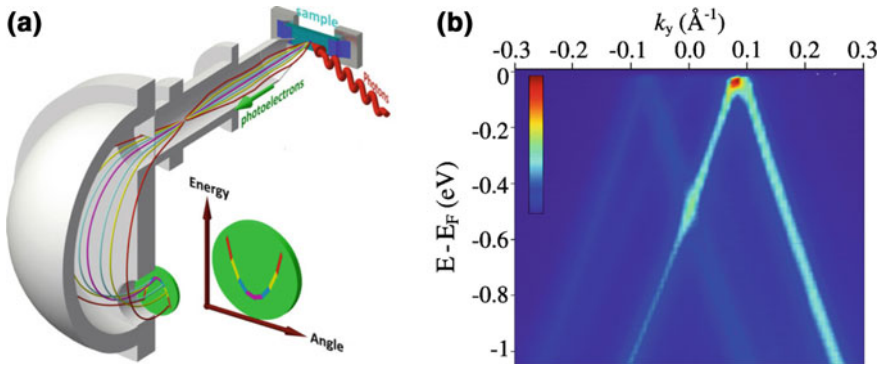 (a)
sample
Photons
photoelectrons
Energy
Angle
(b)
k_y (Å⁻¹)
-0.3 -0.2 -0.1 0.0 0.1 0.2 0.3
E - E_F (eV)
0
-0.2
-0.4
-0.6
-0.8
-1